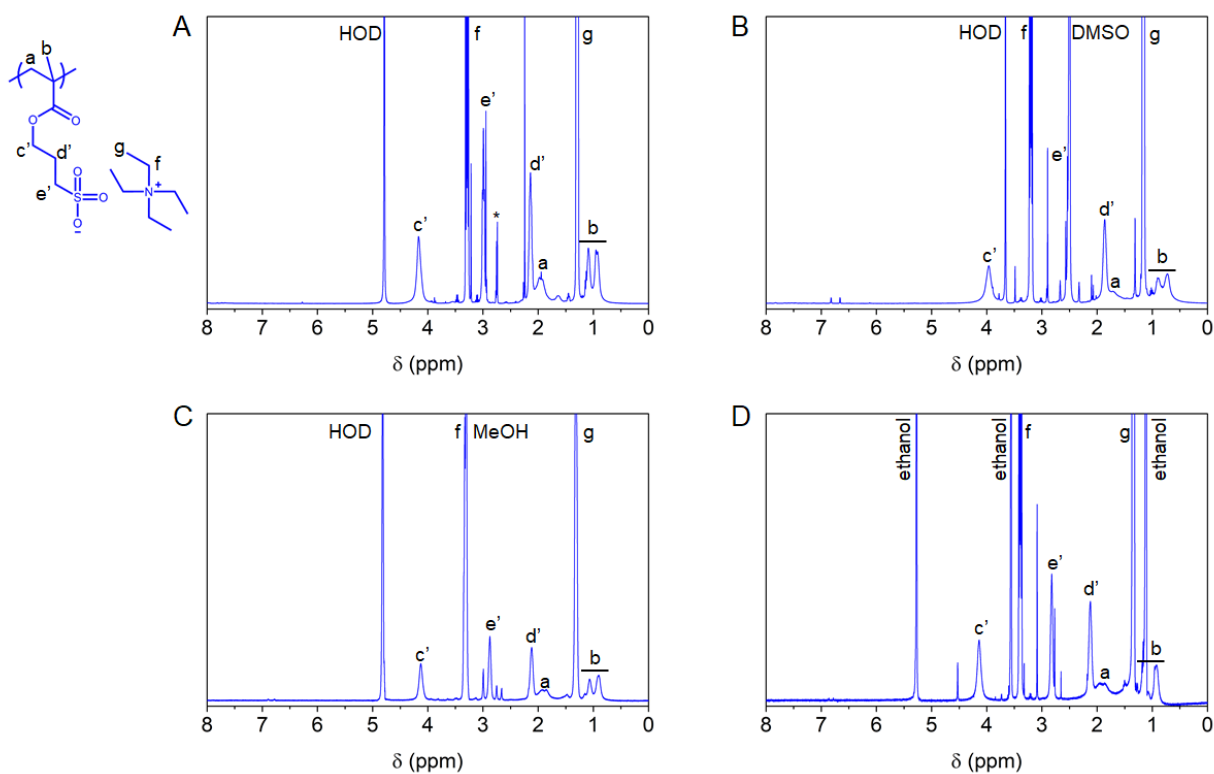 A
HOD
f
g
e'
d'
c'
*
a
b
8 7 6 5 4 3 2 1 0
δ (ppm)
B
HOD
f
DMSO
g
e'
d'
c'
a
b
8 7 6 5 4 3 2 1 0
δ (ppm)
a
b
O
O
c'
d'
e'
O
S
O
O
−
g
f
N
+
C
HOD
f
MeOH
g
e'
d'
c'
a
b
8 7 6 5 4 3 2 1 0
δ (ppm)
D
ethanol
ethanol
f
g
ethanol
e'
d'
c'
a
b
8 7 6 5 4 3 2 1 0
δ (ppm)